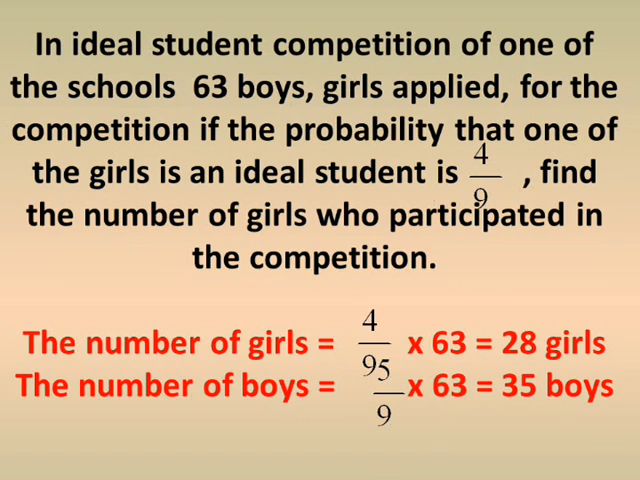 In ideal student competition of one of
the schools 63 boys, girls applied, for the
competition if the probability that one of
the girls is an ideal student is 4/9 , find
the number of girls who participated in
the competition.
The number of girls = 4/9 x 63 = 28 girls
The number of boys = 5/9 x 63 = 35 boys